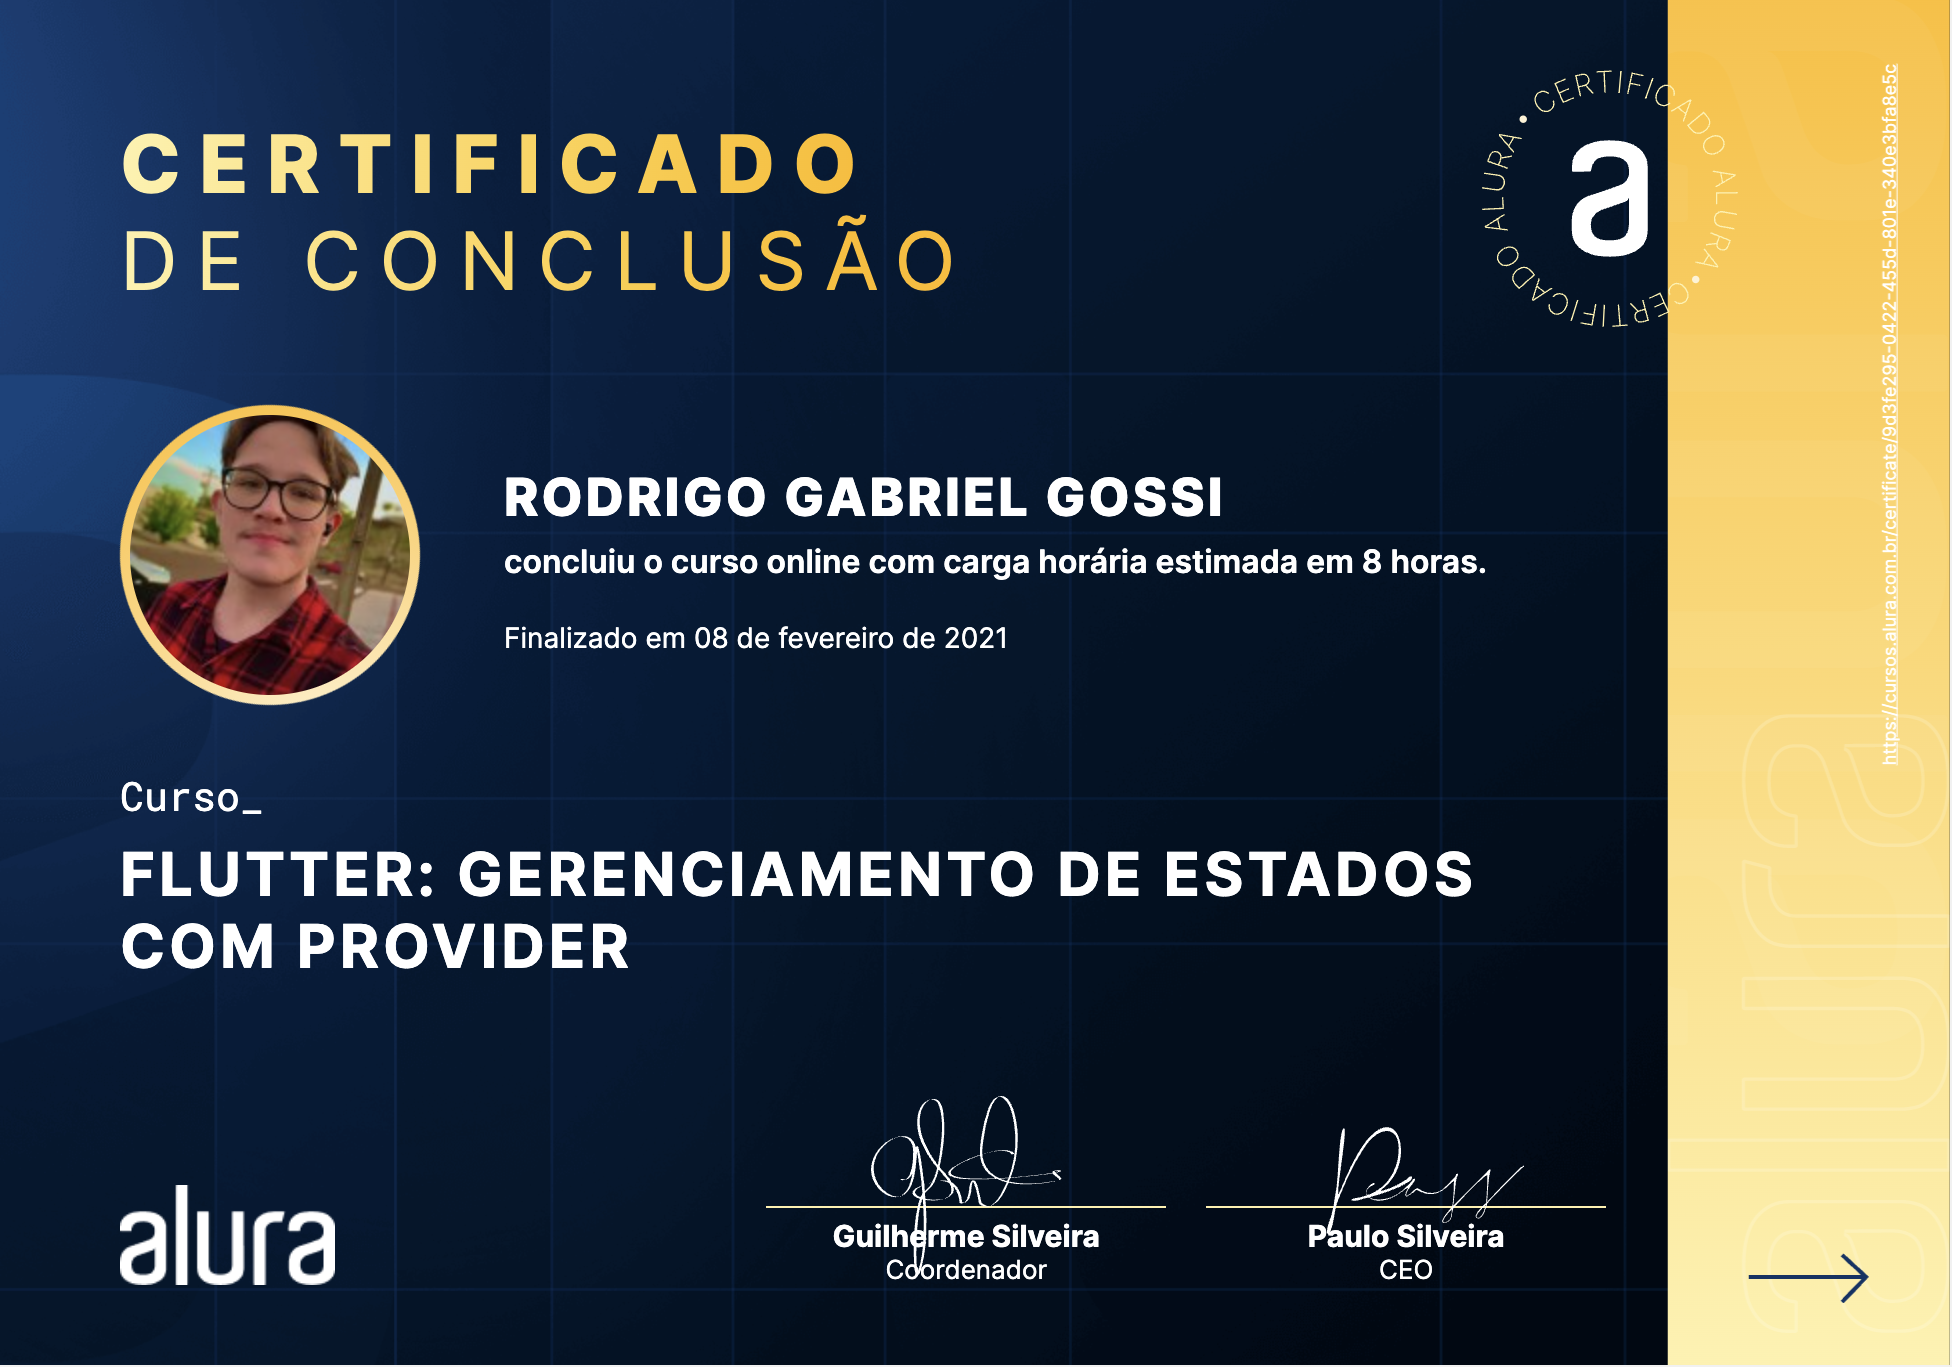 CERTIFICADO
DE CONCLUSÃO
CERTIFICADO ALURA • CERTIFICADO ALURA •
a
RODRIGO GABRIEL GOSSI
concluiu o curso online com carga horária estimada em 8 horas.
Finalizado em 08 de fevereiro de 2021
Curso_
FLUTTER: GERENCIAMENTO DE ESTADOS
COM PROVIDER
alura
Guilherme Silveira
Coordenador
Paulo Silveira
CEO
https://cursos.alura.com.br/certificate/9d3fe295-0422-455d-801e-340e3bfa8e5c
alura